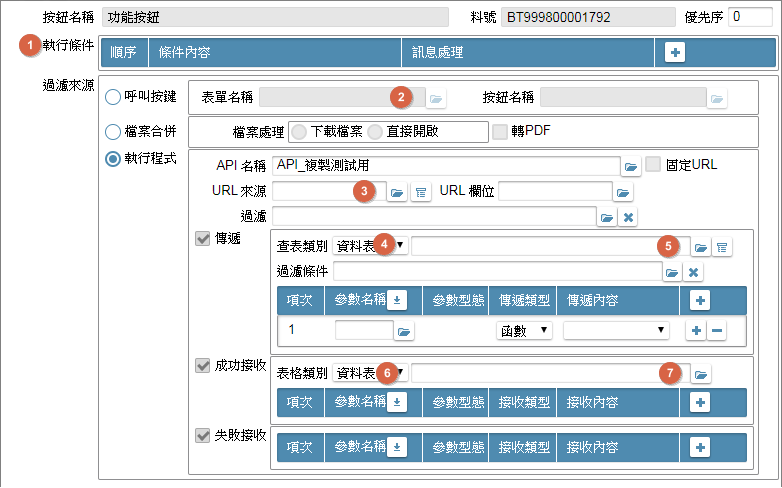 按鈕名稱 功能按鈕 料號 BT999800001792 優先序 0
1 執行條件 順序 條件內容 訊息處理
過濾來源
呼叫按鍵 表單名稱 2 按鈕名稱
檔案合併 檔案處理 下載檔案 直接開啟 轉PDF
執行程式
API 名稱 API_複製測試用 固定URL
URL 來源 3 URL 欄位
過濾
傳遞 查表類別 資料表 4 5
過濾條件
項次 參數名稱 參數型態 傳遞類型 傳遞內容
1 函數
成功接收 表格類別 資料表 6 7
項次 參數名稱 參數型態 接收類型 接收內容
失敗接收 項次 參數名稱 參數型態 接收類型 接收內容